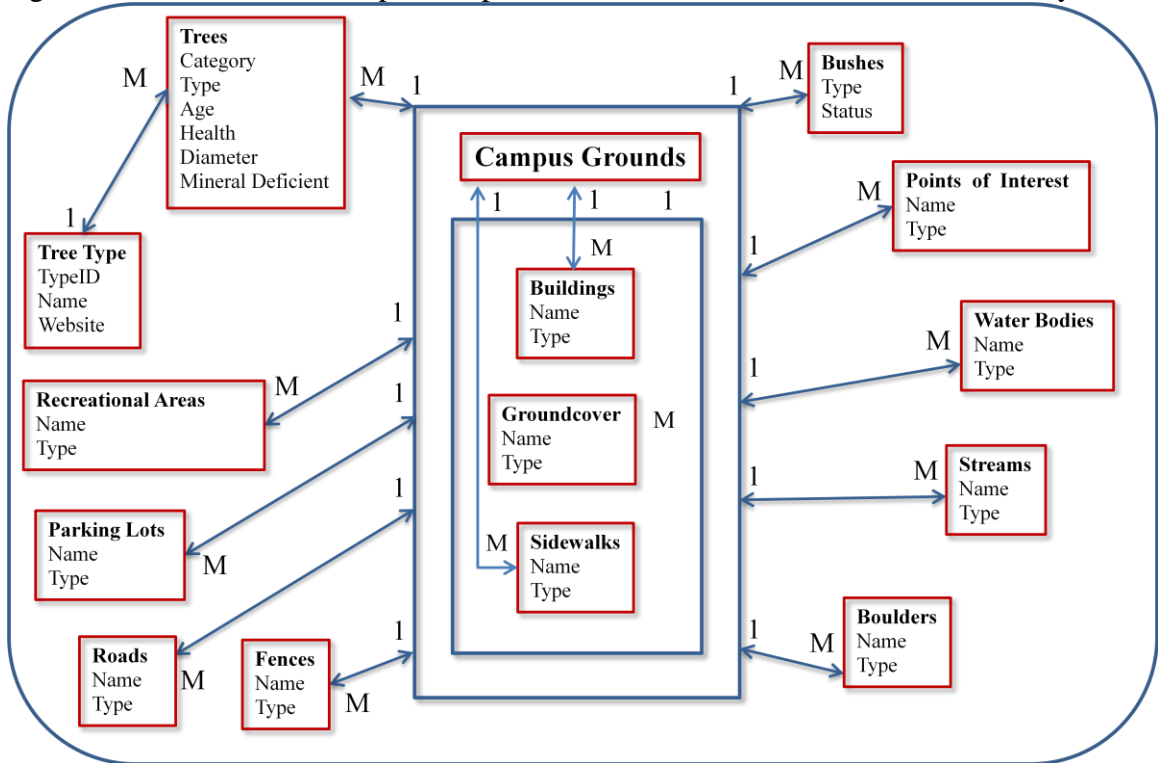 Trees
Category
Type
Age
Health
Diameter
Mineral Deficient
M
M
1
1
M
Bushes
Type
Status
Campus Grounds
1
1
1
Points of Interest
Name
Type
M
1
1
Tree Type
TypeID
Name
Website
M
Buildings
Name
Type
1
M
Water Bodies
Name
Type
M
1
Recreational Areas
Name
Type
M
1
Groundcover
Name
Type
M
1
M
Streams
Name
Type
1
Parking Lots
Name
Type
M
M
Sidewalks
Name
Type
1
M
Boulders
Name
Type
Roads
Name
Type
M
1
Fences
Name
Type
M